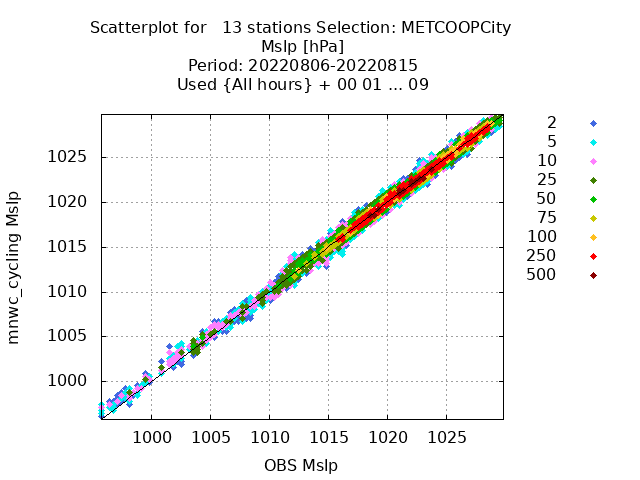 Scatterplot for   13 stations Selection: METCOOPCity
Mslp [hPa]
Period: 20220806-20220815
Used {All hours} + 00 01 ... 09
2
5
10
25
50
75
100
250
500
1025
1020
1015
1010
1005
1000
mnwc_cycling Mslp
1000 1005 1010 1015 1020 1025
OBS Mslp